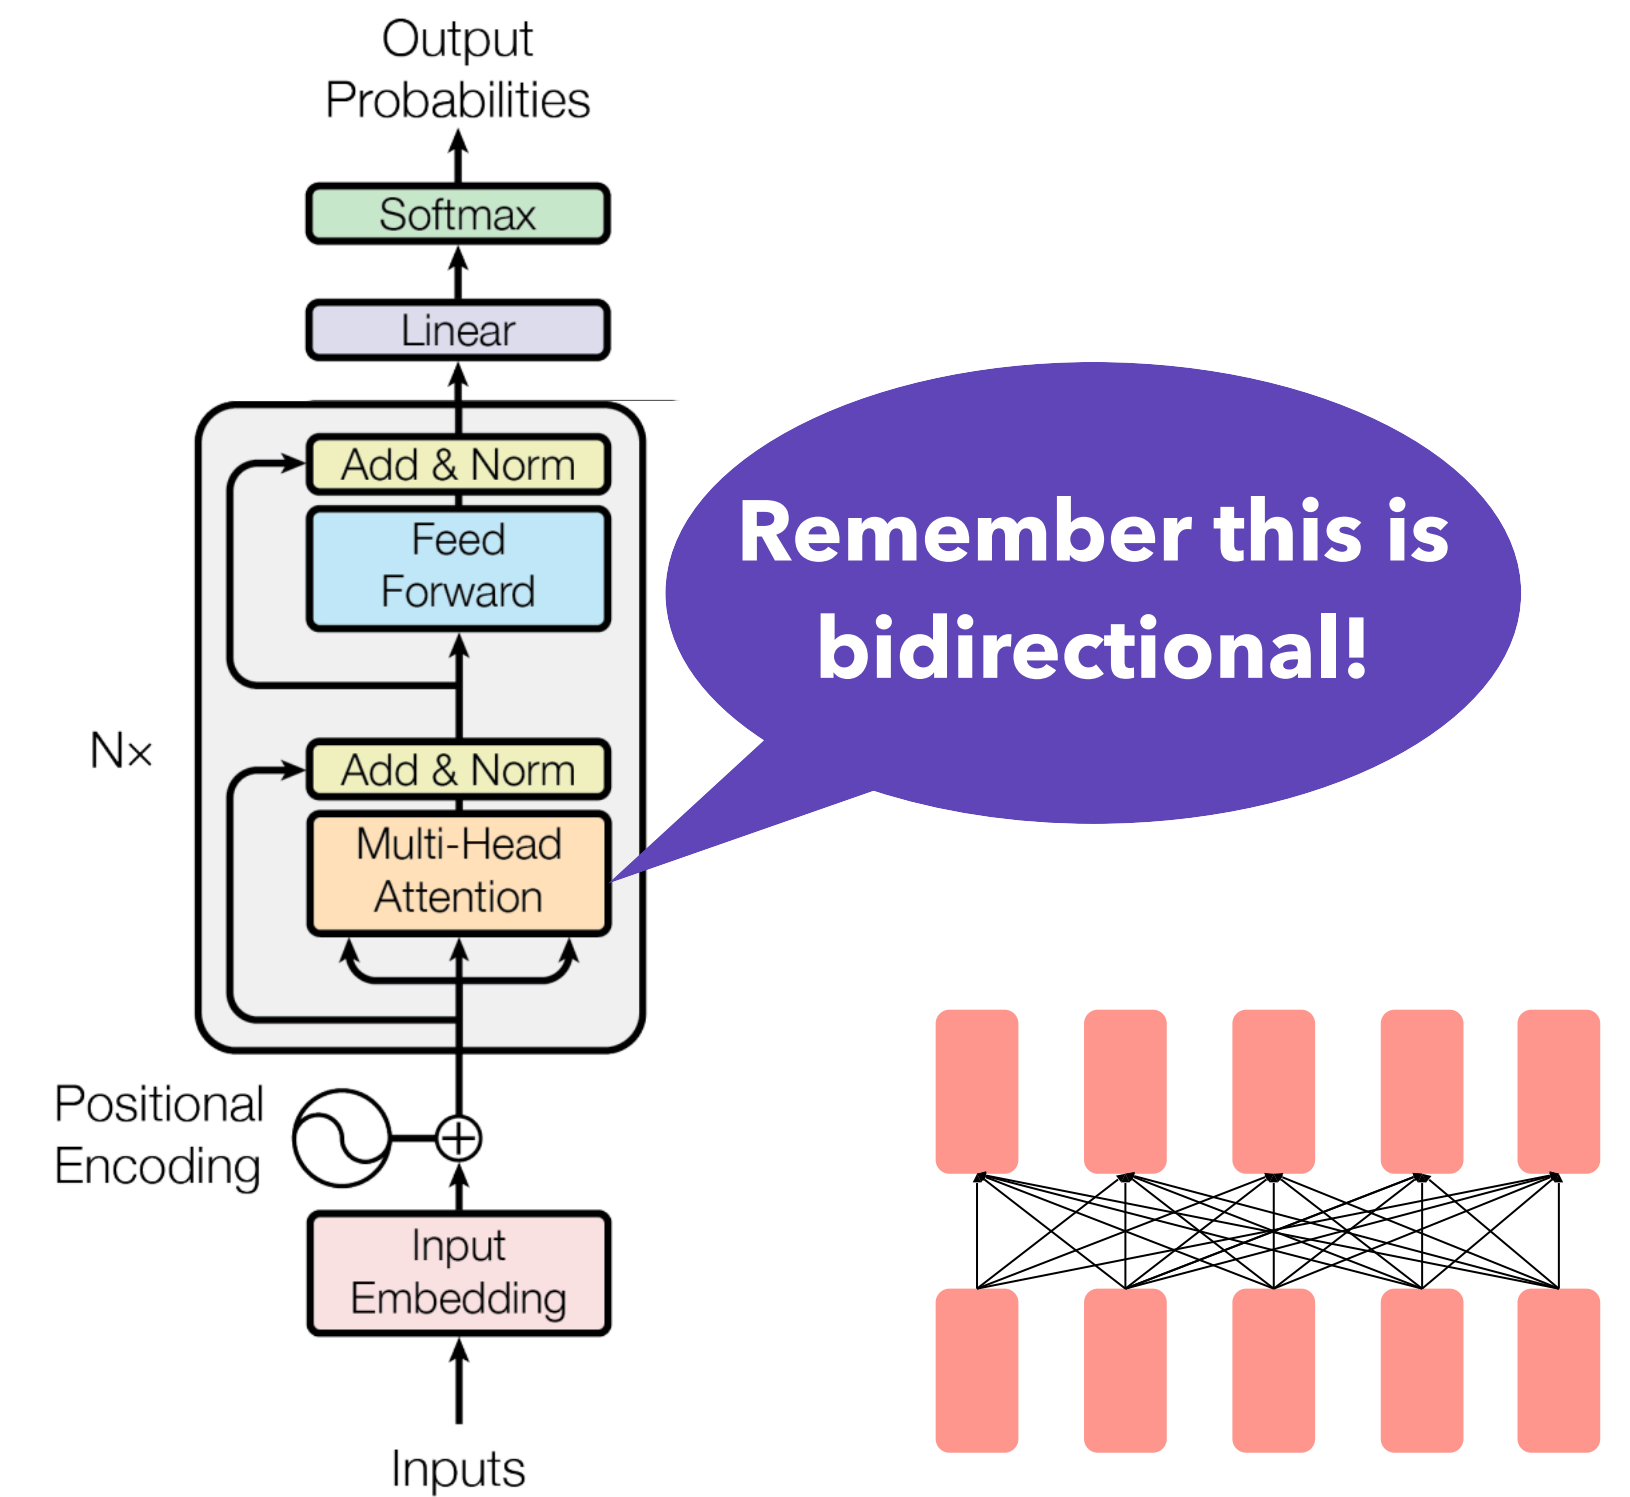 Output
Probabilities
Softmax
Linear
Add & Norm
Feed
Forward
Remember this is
bidirectional!
N×
Add & Norm
Multi-Head
Attention
Positional
Encoding
Input
Embedding
Inputs